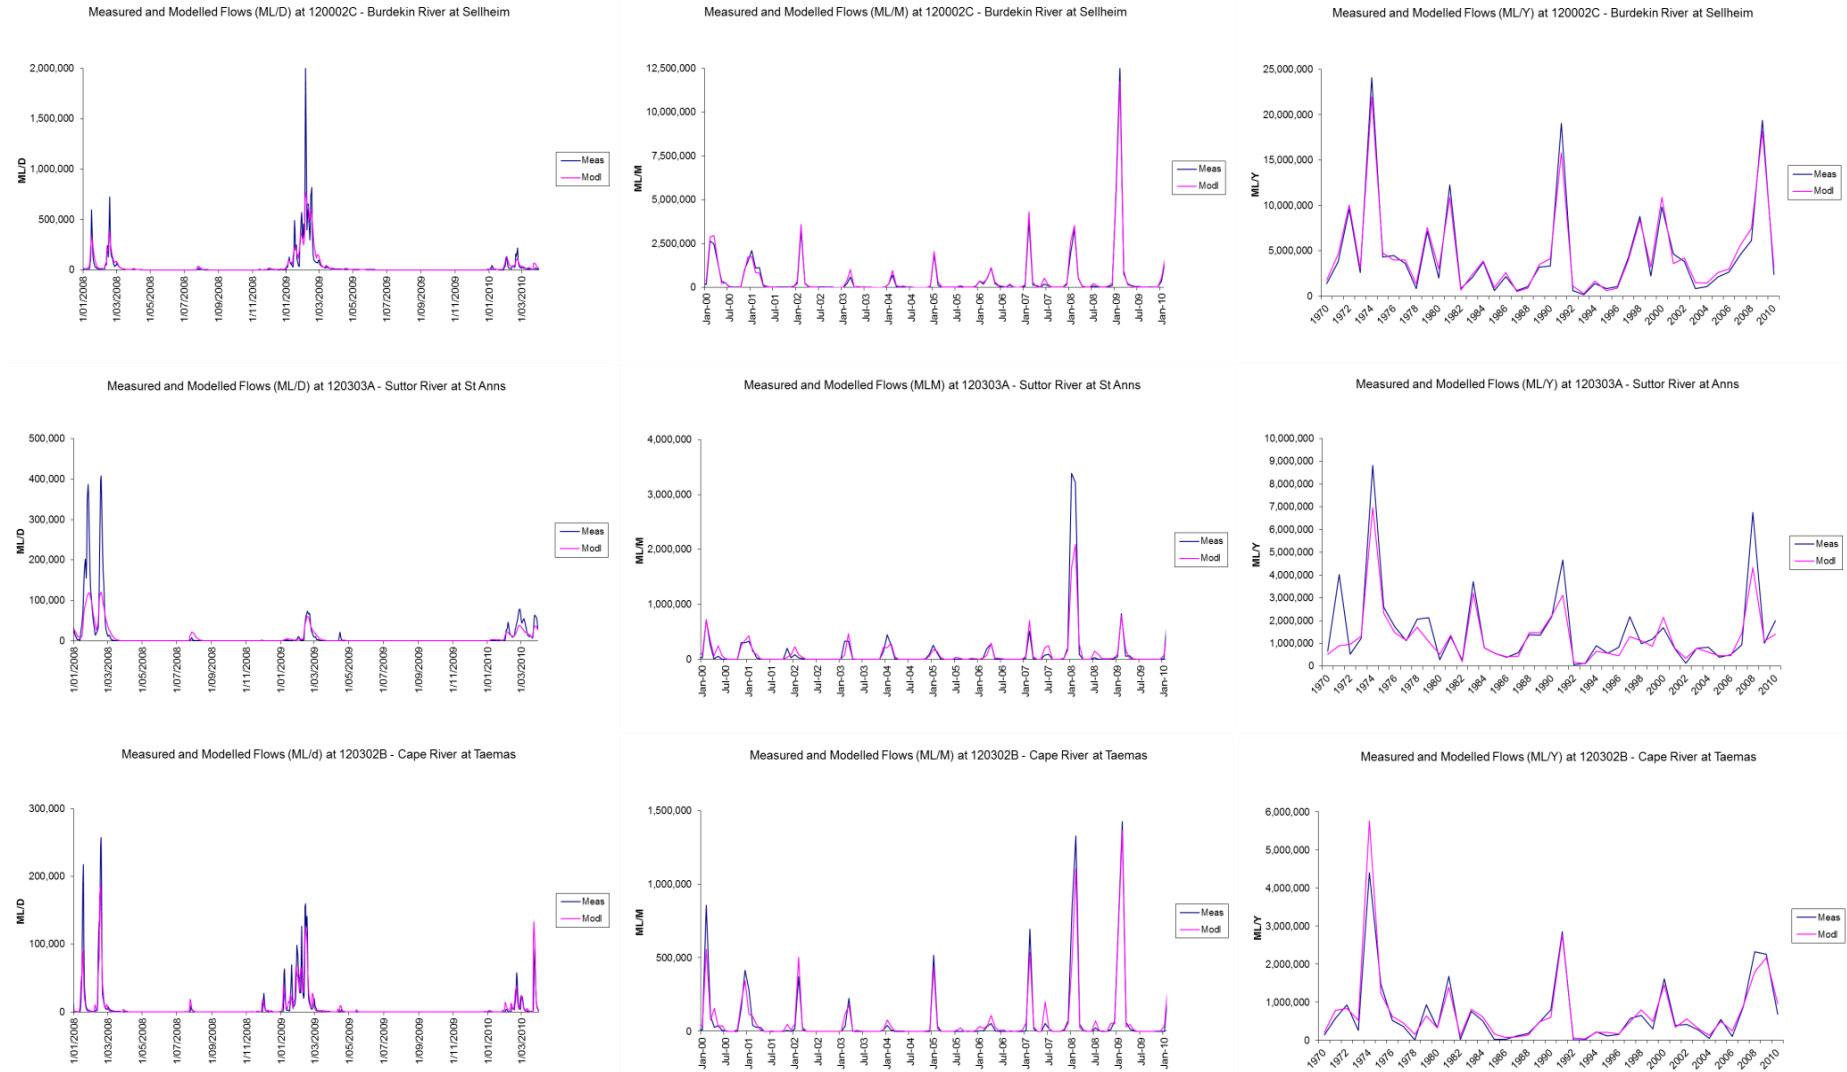 Measured and Modelled Flows (ML/D) at 120002C - Burdekin River at Sellheim
2,000,000
1,500,000
1,000,000
500,000
0
ML/D
1/01/2008
1/03/2008
1/05/2008
1/07/2008
1/09/2008
1/11/2008
1/01/2009
1/03/2009
1/05/2009
1/07/2009
1/09/2009
1/11/2009
1/01/2010
1/03/2010
Meas
Modl
Measured and Modelled Flows (ML/M) at 120002C - Burdekin River at Sellheim
12,500,000
7,500,000
2,500,000
0
ML/M
Jan-00
Jul-00
Jan-01
Jul-01
Jan-02
Jul-02
Jan-03
Jul-03
Jan-04
Jul-04
Jan-05
Jul-05
Jan-06
Jul-06
Jan-07
Jul-07
Jan-08
Jul-08
Jan-09
Jul-09
Jan-10
Meas
Modl
Measured and Modelled Flows (ML/Y) at 120002C - Burdekin River at Sellheim
25,000,000
20,000,000
15,000,000
10,000,000
5,000,000
0
ML/Y
1970
1972
1974
1976
1978
1980
1982
1984
1986
1988
1990
1992
1994
1996
1998
2000
2002
2004
2006
2008
2010
Meas
Modl
Measured and Modelled Flows (ML/D) at 120303A - Suttor River at St Anns
500,000
400,000
300,000
200,000
100,000
0
ML/D
1/01/2008
1/03/2008
1/05/2008
1/07/2008
1/09/2008
1/11/2008
1/01/2009
1/03/2009
1/05/2009
1/07/2009
1/09/2009
1/11/2009
1/01/2010
1/03/2010
Meas
Modl
Measured and Modelled Flows (MLM) at 120303A - Suttor River at St Anns
4,000,000
3,000,000
2,000,000
1,000,000
0
ML/M
Jan-00
Jul-00
Jan-01
Jul-01
Jan-02
Jul-02
Jan-03
Jul-03
Jan-04
Jul-04
Jan-05
Jul-05
Jan-06
Jul-06
Jan-07
Jul-07
Jan-08
Jul-08
Jan-09
Jul-09
Jan-10
Meas
Modl
Measured and Modelled Flows (ML/Y) at 120303A - Suttor River at Anns
10,000,000
9,000,000
8,000,000
7,000,000
6,000,000
5,000,000
4,000,000
3,000,000
2,000,000
1,000,000
0
ML/Y
1970
1972
1974
1976
1978
1980
1982
1984
1986
1988
1990
1992
1994
1996
1998
2000
2002
2004
2006
2008
2010
Meas
Modl
Measured and Modelled Flows (ML/d) at 120302B - Cape River at Taemas
300,000
200,000
100,000
0
ML/D
1/01/2008
1/03/2008
1/05/2008
1/07/2008
1/09/2008
1/11/2008
1/01/2009
1/03/2009
1/05/2009
1/07/2009
1/09/2009
1/11/2009
1/01/2010
1/03/2010
Meas
Modl
Measured and Modelled Flows (ML/M) at 120302B - Cape River at Taemas
1,500,000
1,000,000
500,000
0
ML/M
Jan-00
Jul-00
Jan-01
Jul-01
Jan-02
Jul-02
Jan-03
Jul-03
Jan-04
Jul-04
Jan-05
Jul-05
Jan-06
Jul-06
Jan-07
Jul-07
Jan-08
Jul-08
Jan-09
Jul-09
Jan-10
Meas
Modl
Measured and Modelled Flows (ML/Y) at 120302B - Cape River at Taemas
6,000,000
5,000,000
4,000,000
3,000,000
2,000,000
1,000,000
0
ML/Y
1970
1972
1974
1976
1978
1980
1982
1984
1986
1988
1990
1992
1994
1996
1998
2000
2002
2004
2006
2008
2010
Meas
Modl